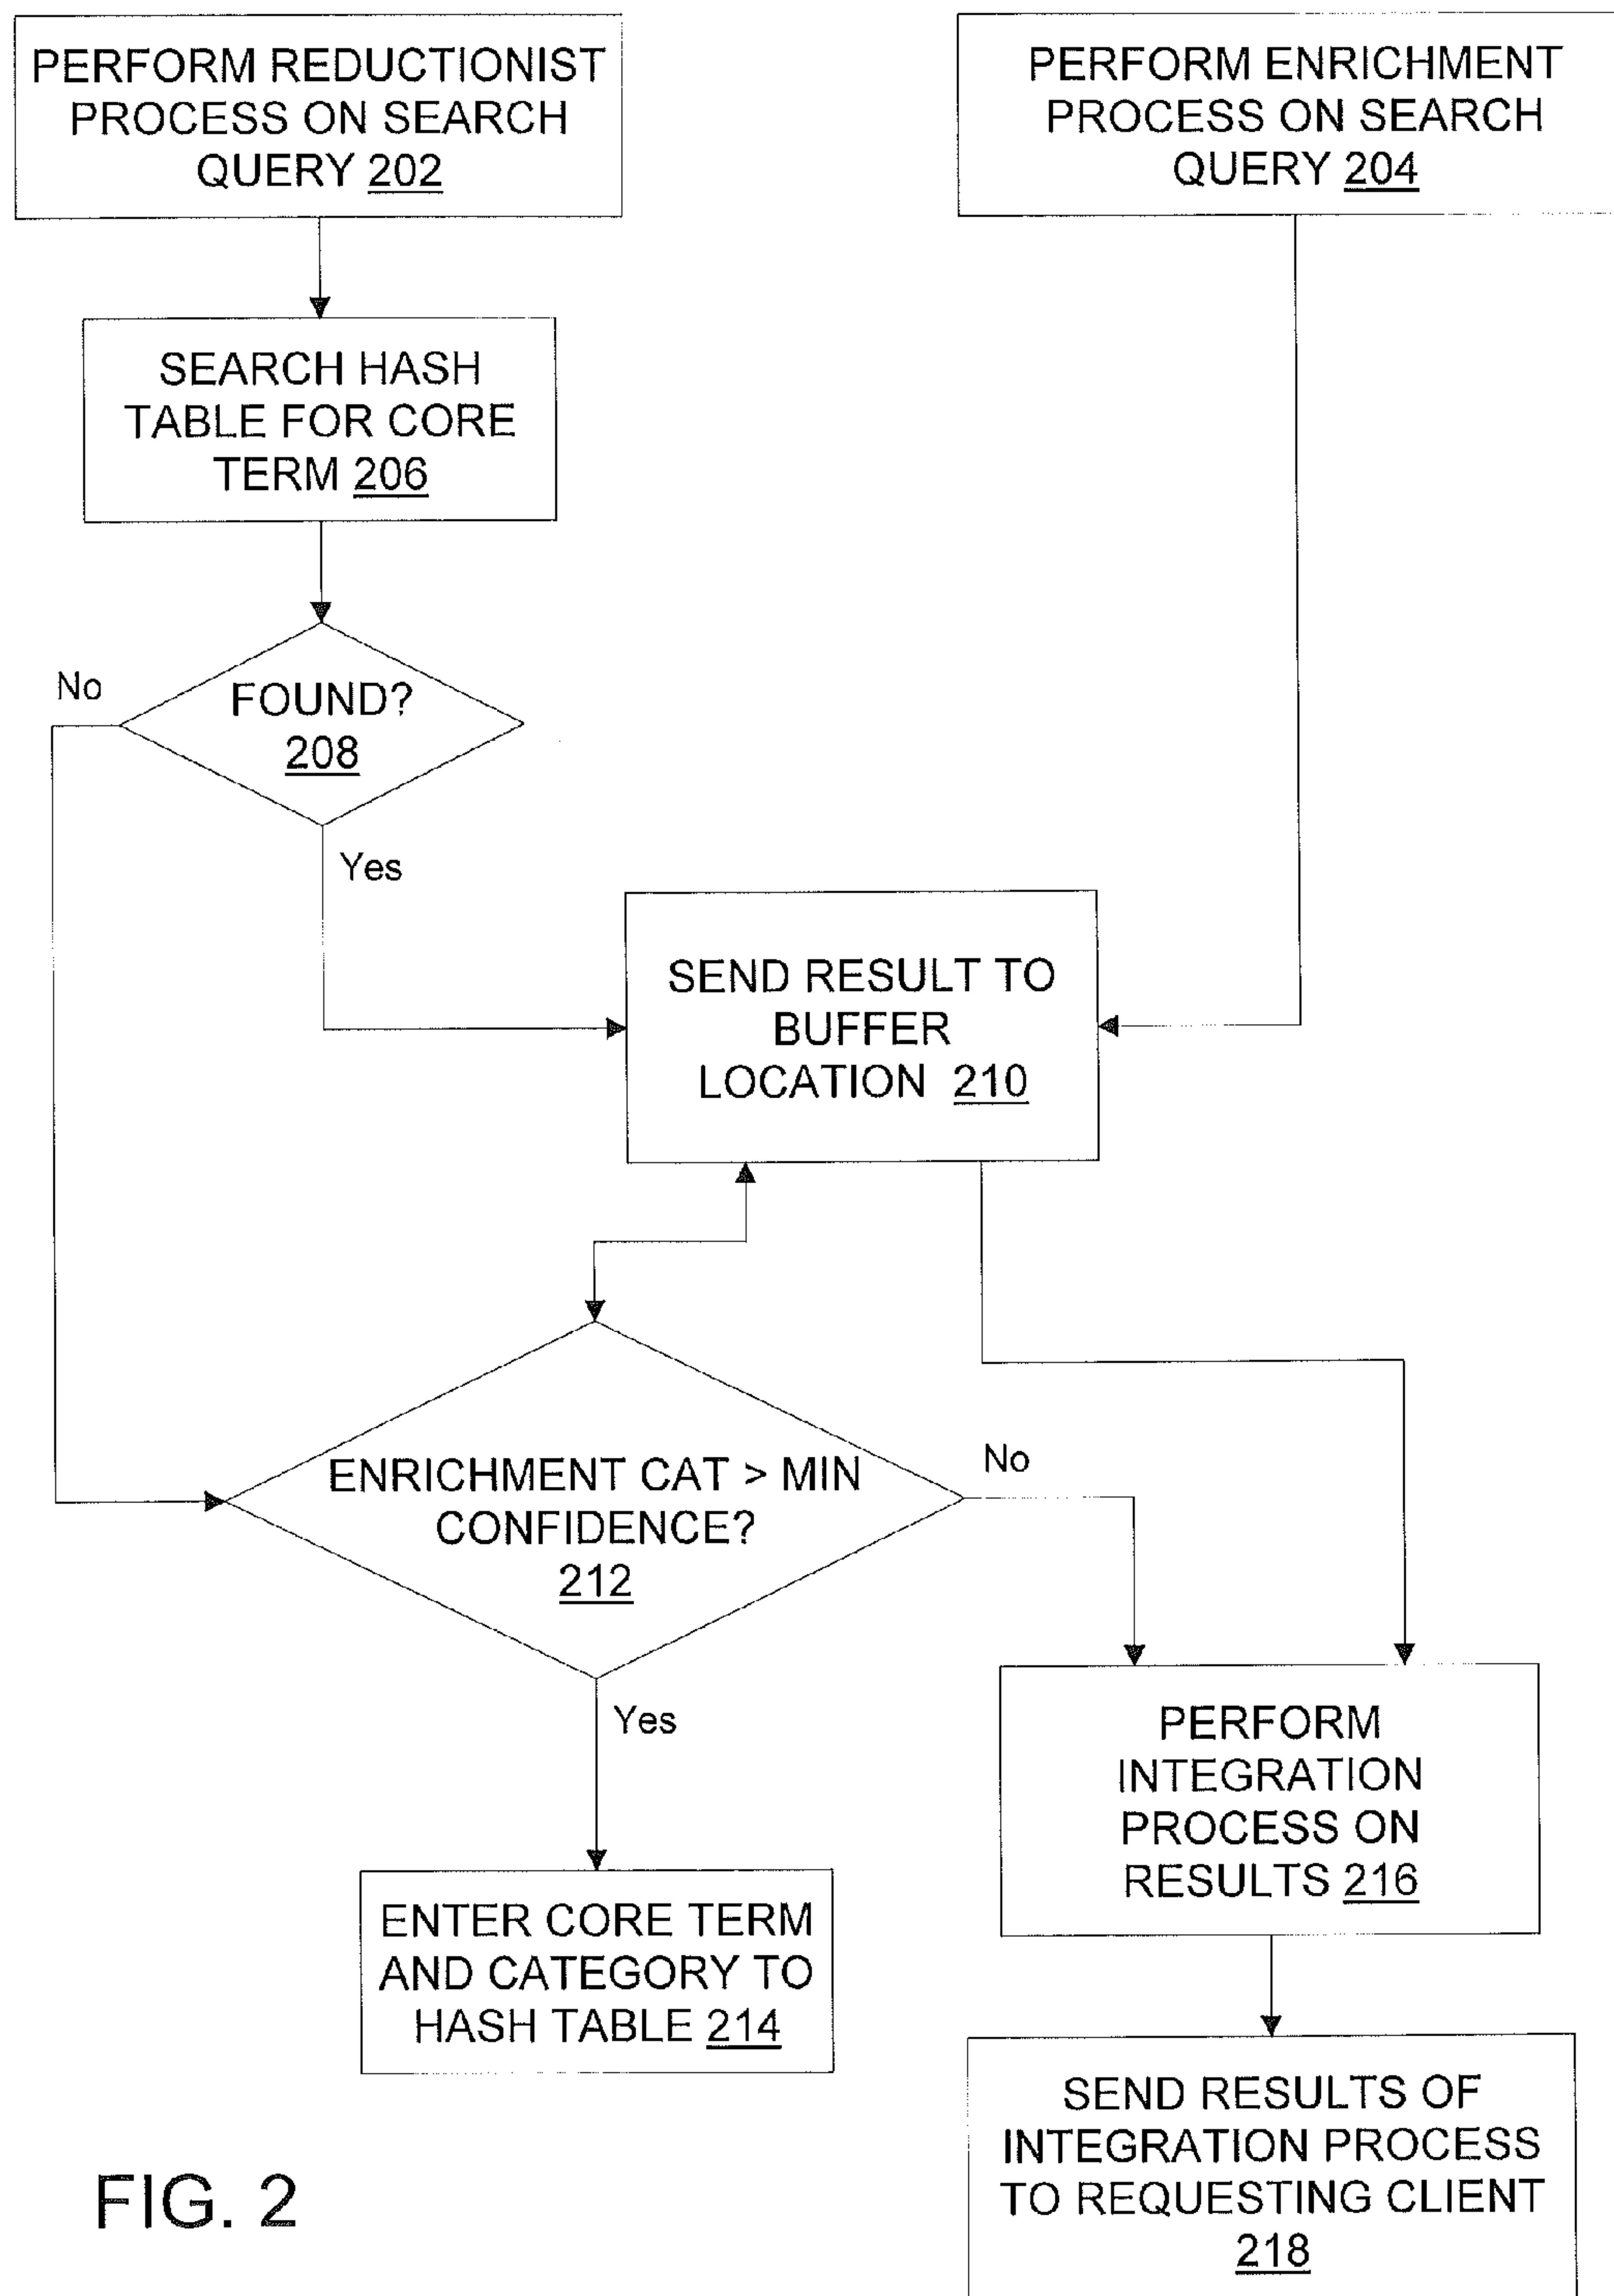 PERFORM REDUCTIONIST
PROCESS ON SEARCH
QUERY 202
PERFORM ENRICHMENT
PROCESS ON SEARCH
QUERY 204
SEARCH HASH
TABLE FOR CORE
TERM 206
No
FOUND?
208
Yes
SEND RESULT TO
BUFFER
LOCATION 210
ENRICHMENT CAT > MIN
CONFIDENCE?
212
No
Yes
PERFORM
INTEGRATION
PROCESS ON
RESULTS 216
ENTER CORE TERM
AND CATEGORY TO
HASH TABLE 214
SEND RESULTS OF
INTEGRATION PROCESS
TO REQUESTING CLIENT
218
FIG. 2